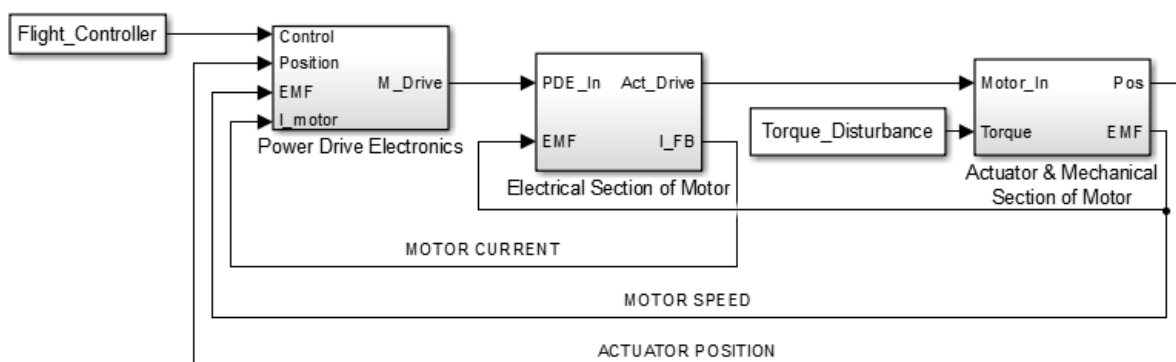 Flight_Controller
Control
Position
EMF
I_motor
M_Drive
Power Drive Electronics
PDE_In
Act_Drive
EMF
I_FB
Electrical Section of Motor
Torque_Disturbance
Motor_In
Pos
Torque
EMF
Actuator & Mechanical
Section of Motor
MOTOR CURRENT
MOTOR SPEED
ACTUATOR POSITION